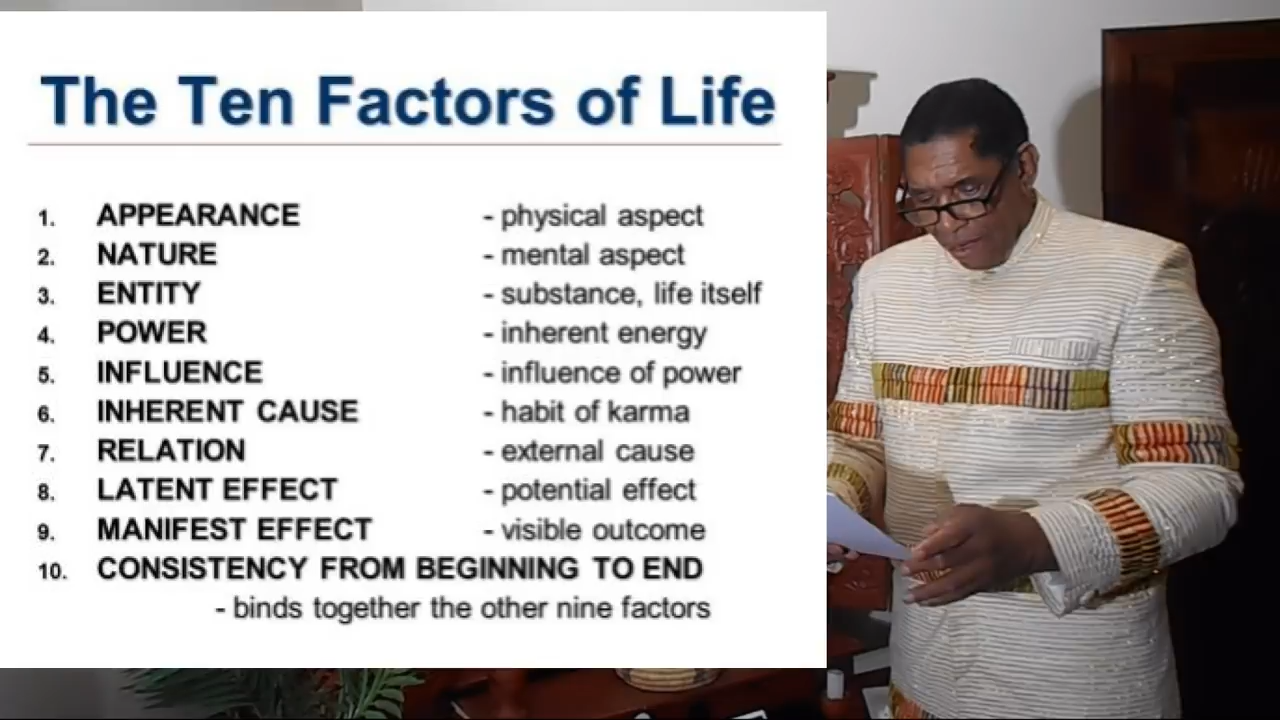 The Ten Factors of Life
1. APPEARANCE - physical aspect
2. NATURE - mental aspect
3. ENTITY - substance, life itself
4. POWER - inherent energy
5. INFLUENCE - influence of power
6. INHERENT CAUSE - habit of karma
7. RELATION - external cause
8. LATENT EFFECT - potential effect
9. MANIFEST EFFECT - visible outcome
10. CONSISTENCY FROM BEGINNING TO END
- binds together the other nine factors